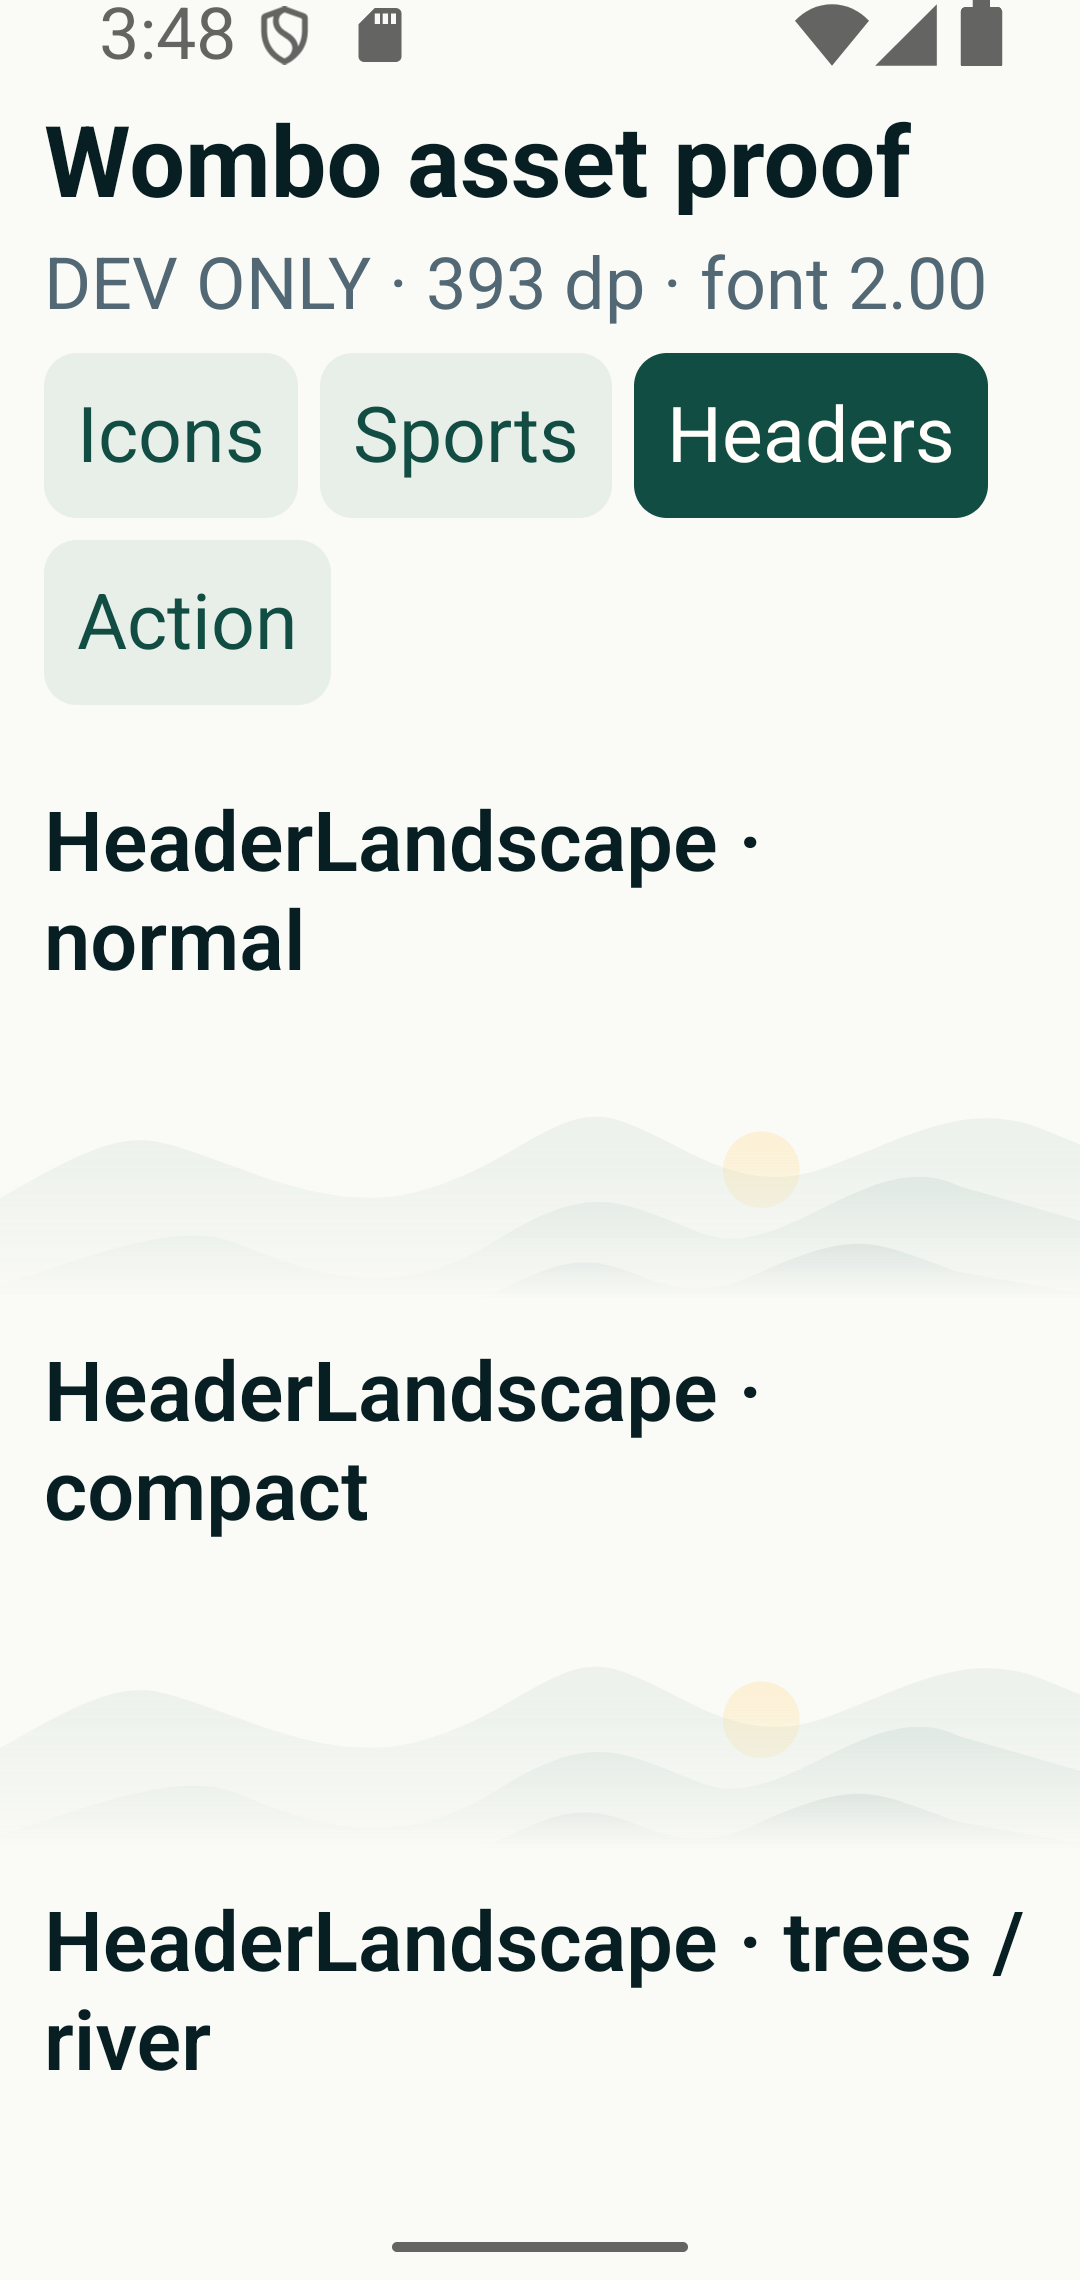 3:48
Wombo asset proof
DEV ONLY · 393 dp · font 2.00
Icons
Sports
Headers
Action
HeaderLandscape ·
normal
HeaderLandscape ·
compact
HeaderLandscape · trees /
river